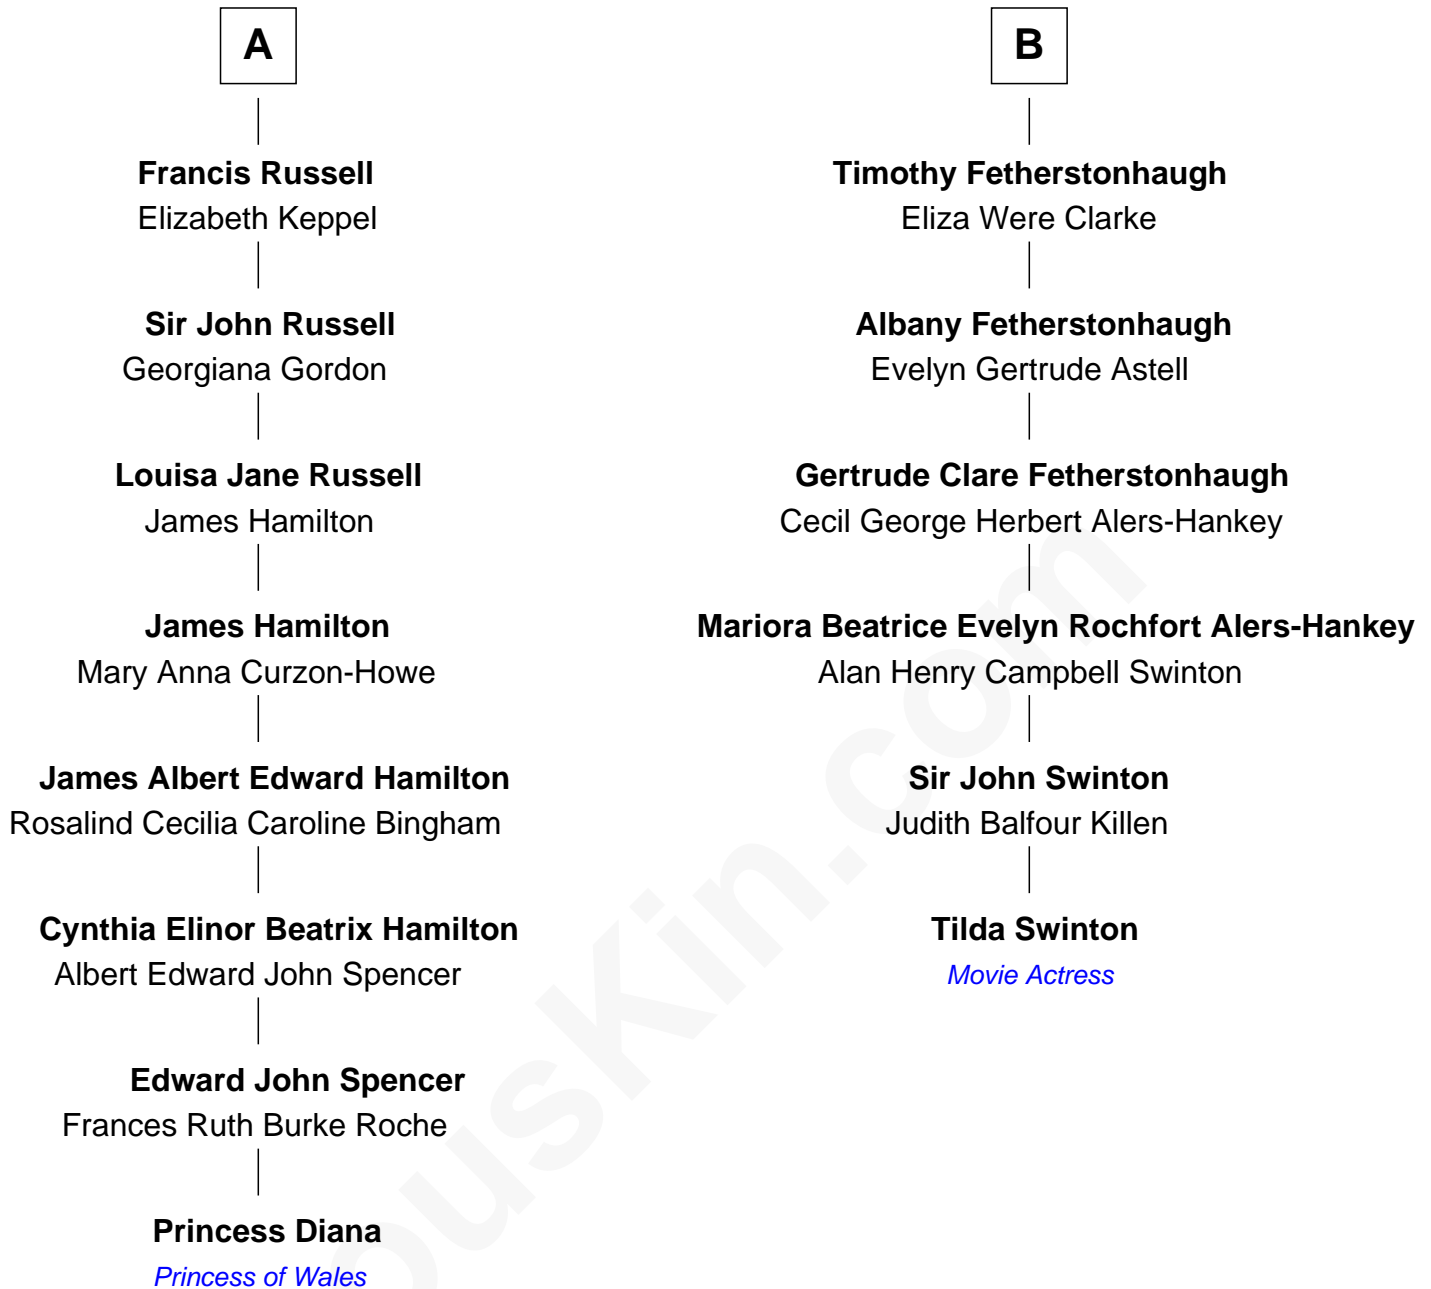 A
Francis Russell
Elizabeth Keppel
Sir John Russell
Georgiana Gordon
Louisa Jane Russell
James Hamilton
James Hamilton
Mary Anna Curzon-Howe
James Albert Edward Hamilton
Rosalind Cecilia Caroline Bingham
Cynthia Elinor Beatrix Hamilton
Albert Edward John Spencer
Edward John Spencer
Frances Ruth Burke Roche
Princess Diana
Princess of Wales
B
Timothy Fetherstonhaugh
Eliza Were Clarke
Albany Fetherstonhaugh
Evelyn Gertrude Astell
Gertrude Clare Fetherstonhaugh
Cecil George Herbert Alers-Hankey
Mariora Beatrice Evelyn Rochfort Alers-Hankey
Alan Henry Campbell Swinton
Sir John Swinton
Judith Balfour Killen
Tilda Swinton
Movie Actress
ousKin.com